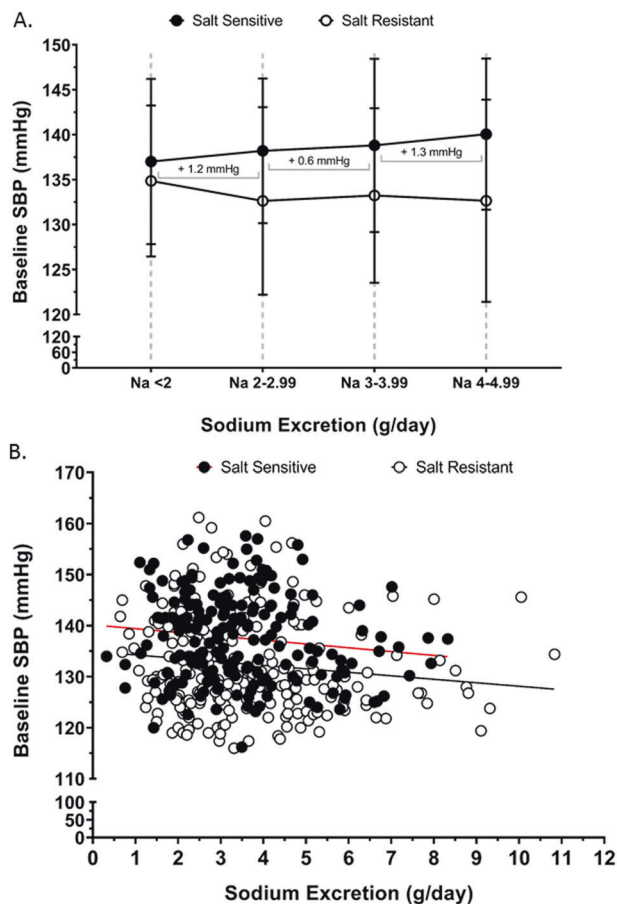 A.
Salt Sensitive Salt Resistant
150
145
140
135
130
125
120
120
60
0
Baseline SBP (mmHg)
+ 1.2 mmHg
+ 0.6 mmHg
+ 1.3 mmHg
Na <2 Na 2-2.99 Na 3-3.99 Na 4-4.99
Sodium Excretion (g/day)
B.
Salt Sensitive Salt Resistant
170
160
150
140
130
120
110
100
75
50
25
0
Baseline SBP (mmHg)
0 1 2 3 4 5 6 7 8 9 10 11 12
Sodium Excretion (g/day)